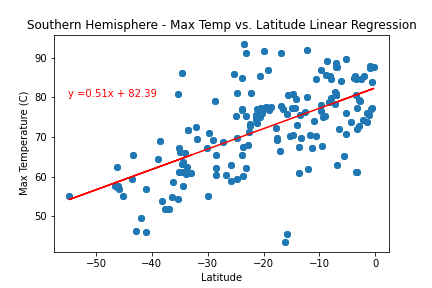 Southern Hemisphere - Max Temp vs. Latitude Linear Regression
90
80
70
60
50
Max Temperature (C)
y =0.51x + 82.39
−50
−40
−30
−20
−10
0
Latitude